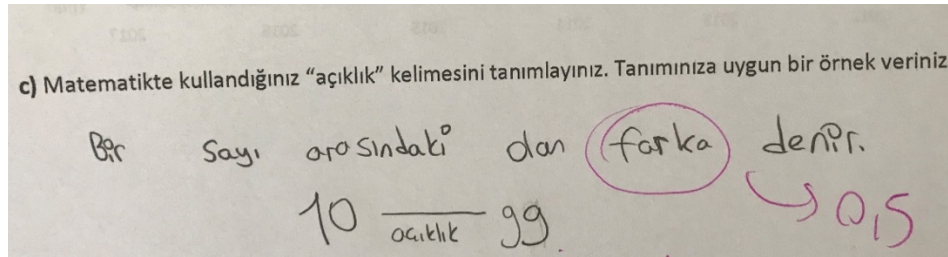 c) Matematikte kullandığınız “açıklık” kelimesini tanımlayınız. Tanımınıza uygun bir örnek veriniz
Bir sayı arasındaki olan farka denir.
10 açıklık 99
0,5